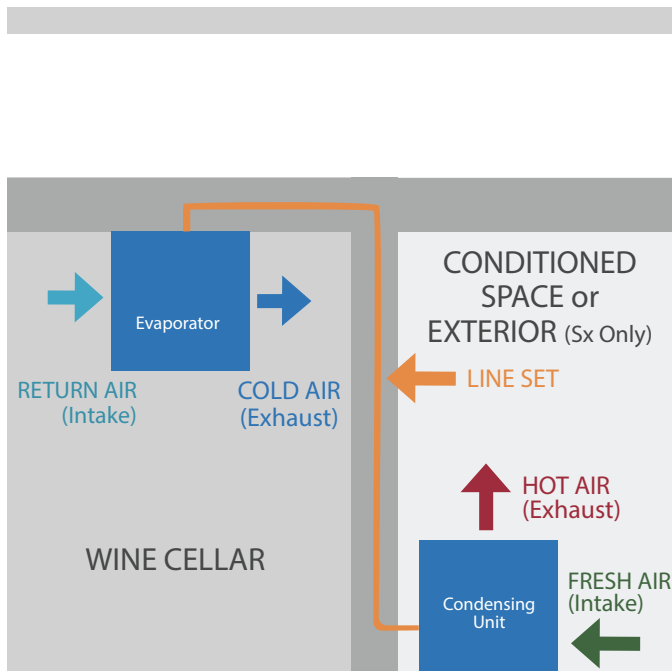 Evaporator
RETURN AIR
(Intake)
COLD AIR
(Exhaust)
WINE CELLAR
CONDITIONED
SPACE or
EXTERIOR (Sx Only)
LINE SET
HOT AIR
(Exhaust)
Condensing
Unit
FRESH AIR
(Intake)